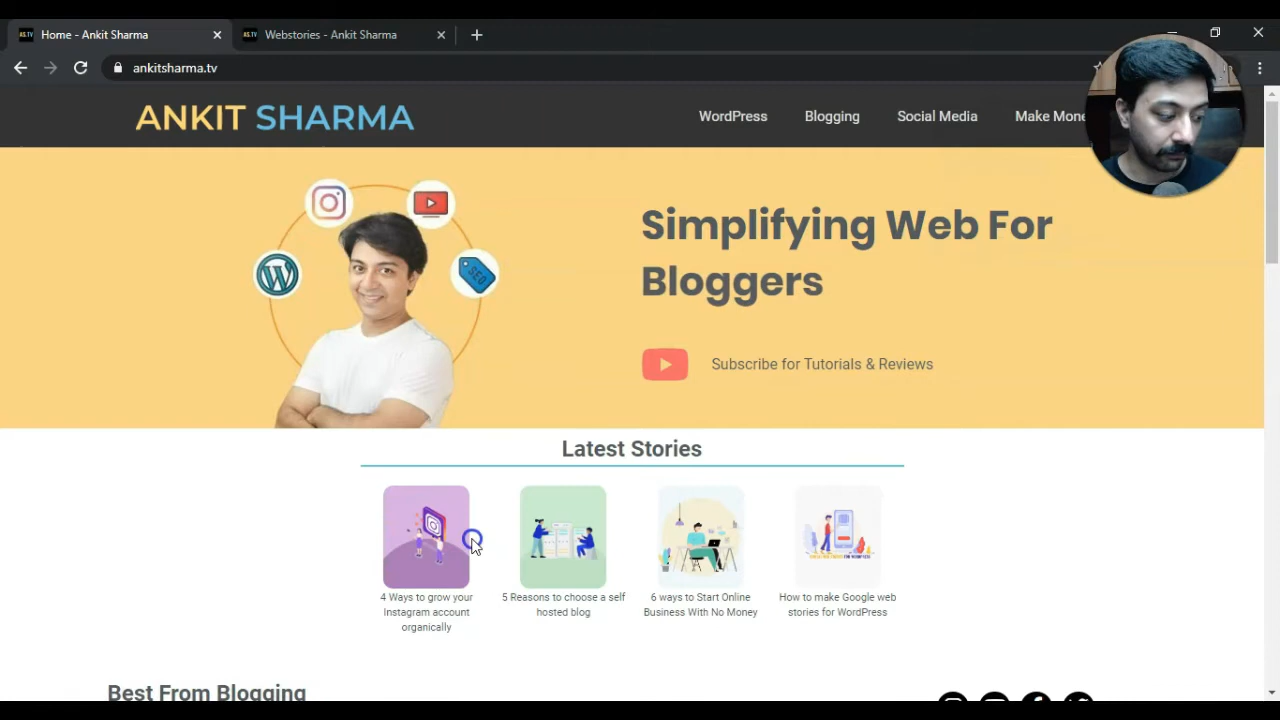 Home - Ankit Sharma
Webstories - Ankit Sharma
ankitsharma.tv
ANKIT SHARMA
WordPress
Blogging
Social Media
Make Mone
Simplifying Web For
Bloggers
SEO
Subscribe for Tutorials & Reviews
Latest Stories
4 Ways to grow your
Instagram account
organically
5 Reasons to choose a self
hosted blog
6 ways to Start Online
Business With No Money
How to make Google web
stories for WordPress
Best From Blogging